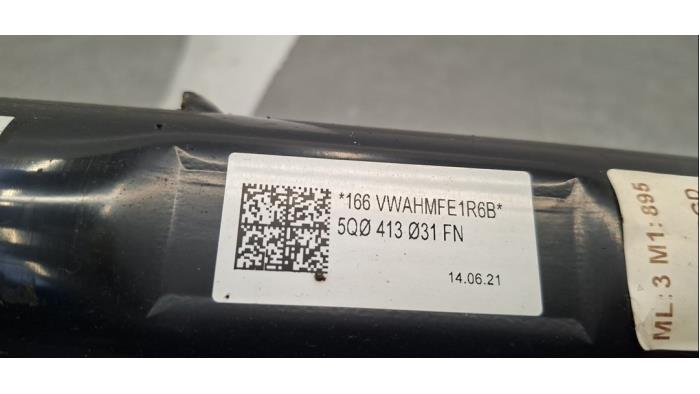 *166 VWAHMFE1R6B*
5QØ 413 Ø31 FN
14.06.21
ML:3 M1:895